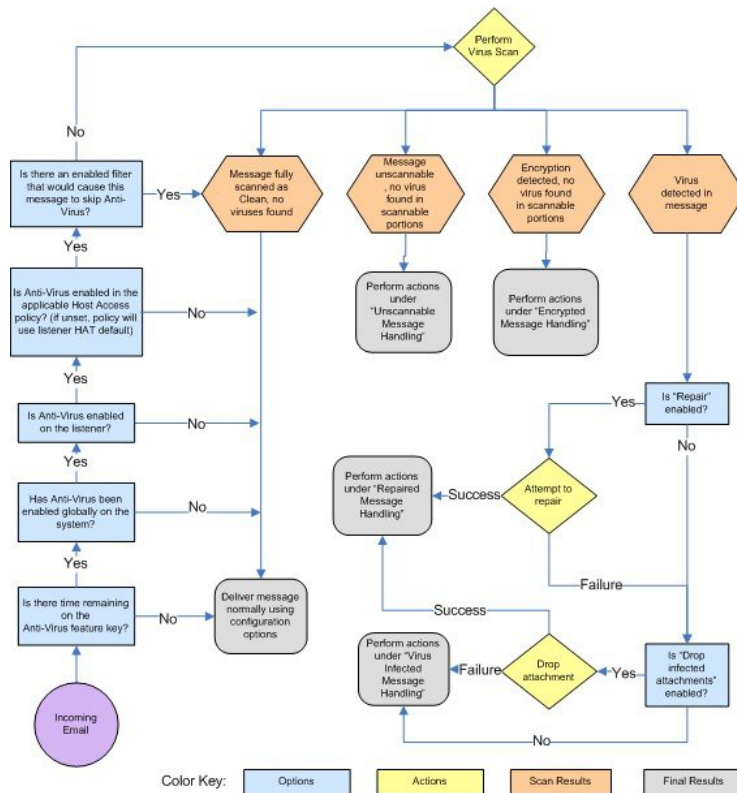 Perform
Virus Scan
No
Is there an enabled filter
that would cause this
message to skip Anti-
Virus?
Yes
Message fully
scanned as
Clean, no
viruses found
Message
unscannable
, no virus
found in
scannable
portions
Encryption
detected, no
virus found
in scannable
portions
Virus
detected in
message
Yes
Is Anti-Virus enabled in the
applicable Host Access
policy? (if unset, policy will
use listener HAT default)
No
Perform actions
under
"Unscannable
Message
Handling"
Perform actions
under "Encrypted
Message Handling"
Yes
Is Anti-Virus enabled
on the listener?
No
Is "Repair"
enabled?
Yes
No
Yes
Has Anti-Virus been
enabled globally on the
system?
No
Perform actions
under "Repaired
Message
Handling"
Success
Attempt to
repair
Failure
Yes
Is there time remaining
on the
Anti-Virus feature key?
No
Deliver message
normally using
configuration
options
Success
Perform actions
under "Virus
Infected
Message
Handling"
Failure
Drop
attachment
Yes
Is "Drop
infected
attachments"
enabled?
No
Incoming
Email
Color Key:
Options
Actions
Scan Results
Final Results